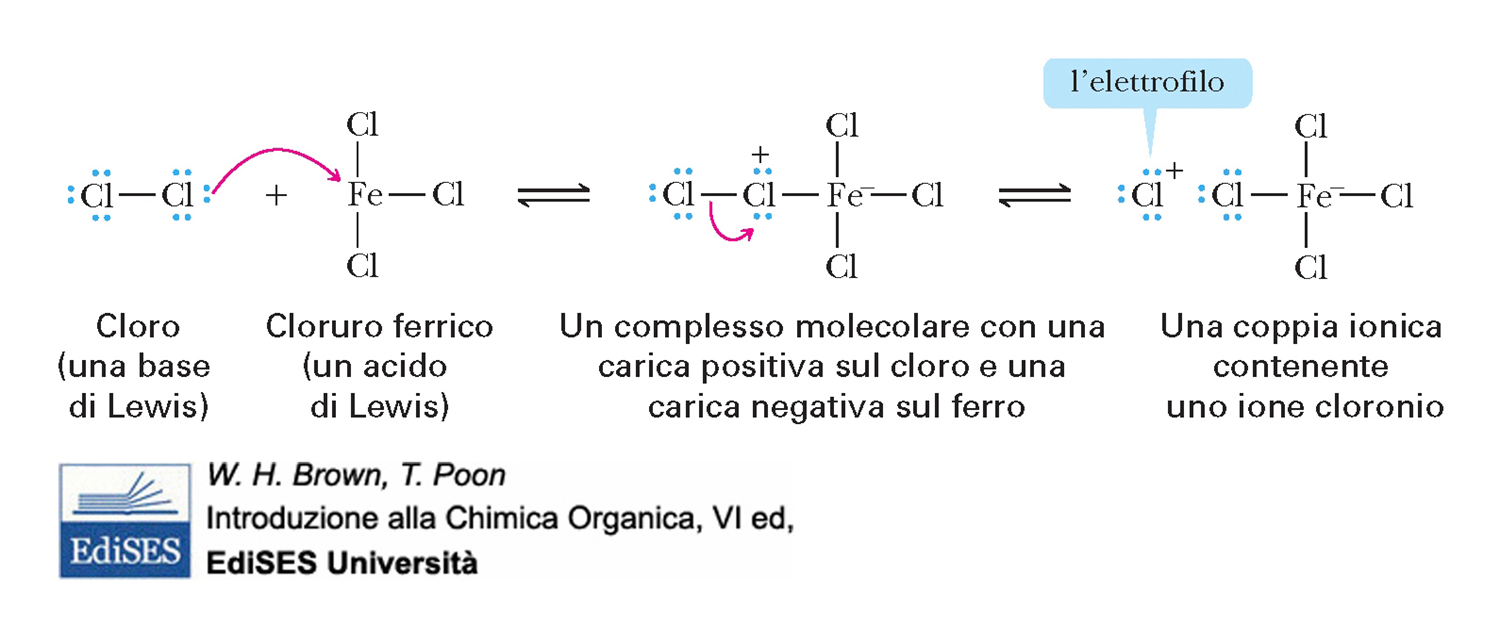 l'elettrofilo
Cl Cl + +
:Cl—Cl: + Fe—Cl :Cl—Cl—Fe⁻—Cl :Cl⁺ :Cl—Fe⁻—Cl
Cl Cl Cl
Cl Cl Cl
Cloro
(una base
di Lewis)
Cloruro ferrico
(un acido
di Lewis)
Un complesso molecolare con una
carica positiva sul cloro e una
carica negativa sul ferro
Una coppia ionica
contenente
uno ione cloronio
EdiSES
W. H. Brown, T. Poon
Introduzione alla Chimica Organica, VI ed,
EdiSES Università